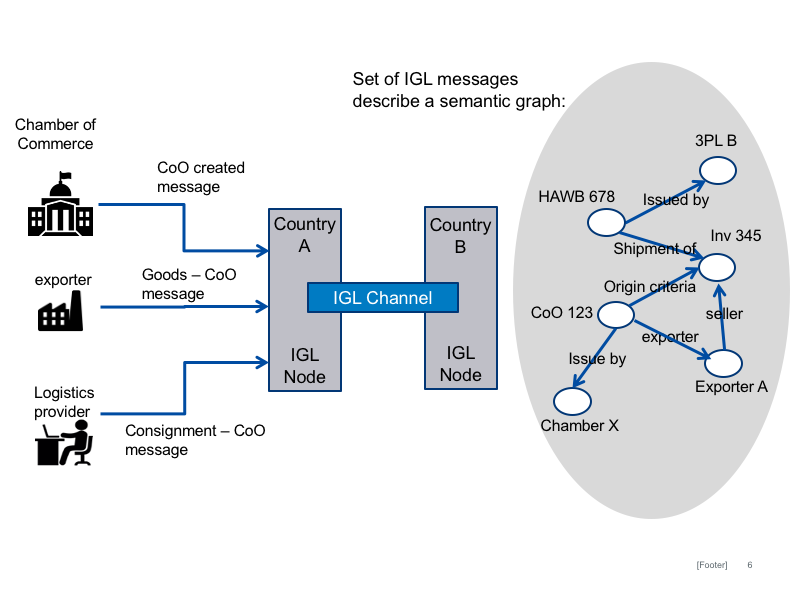 Set of IGL messages
describe a semantic graph:
Chamber of
Commerce
CoO created
message
exporter
Goods – CoO
message
Logistics
provider
Consignment – CoO
message
Country
A
IGL
Node
IGL Channel
Country
B
IGL
Node
3PL B
HAWB 678
Issued by
Inv 345
Shipment of
Origin criteria
CoO 123
seller
exporter
Issue by
Exporter A
Chamber X
[Footer]
6